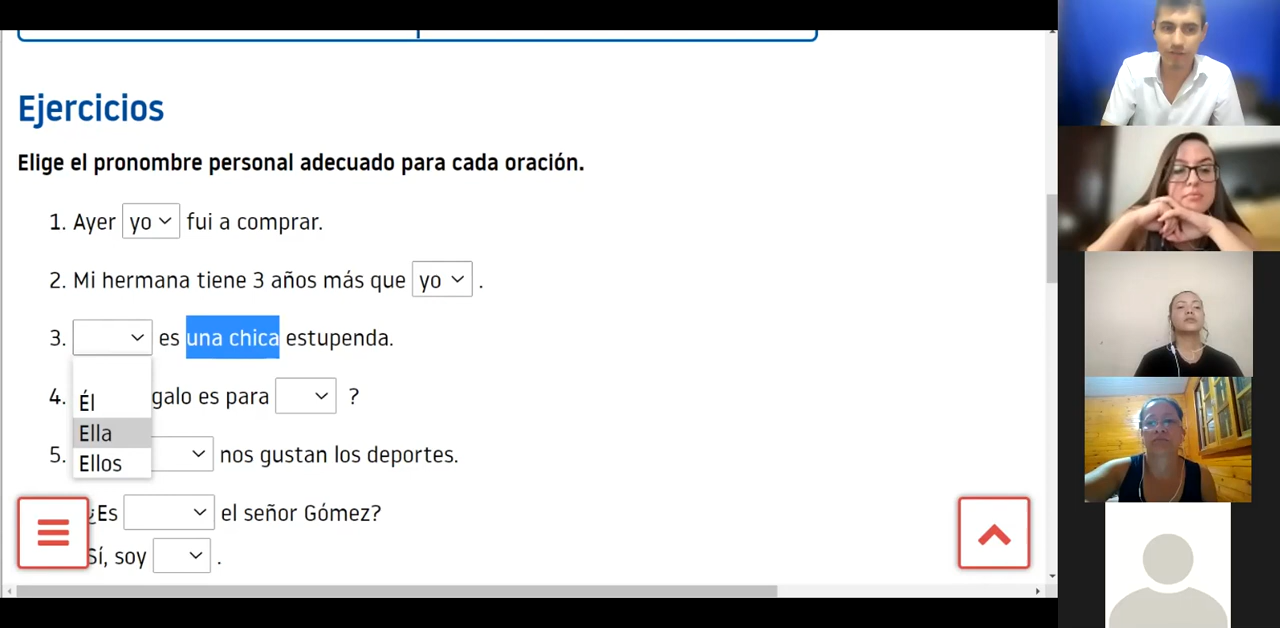 Ejercicios
Elige el pronombre personal adecuado para cada oración.
1. Ayer yo fui a comprar.
2. Mi hermana tiene 3 años más que yo .
3. es una chica estupenda.
Él
4. galo es para ?
Ella
5. nos gustan los deportes.
Ellos
¿Es el señor Gómez?
Sí, soy .